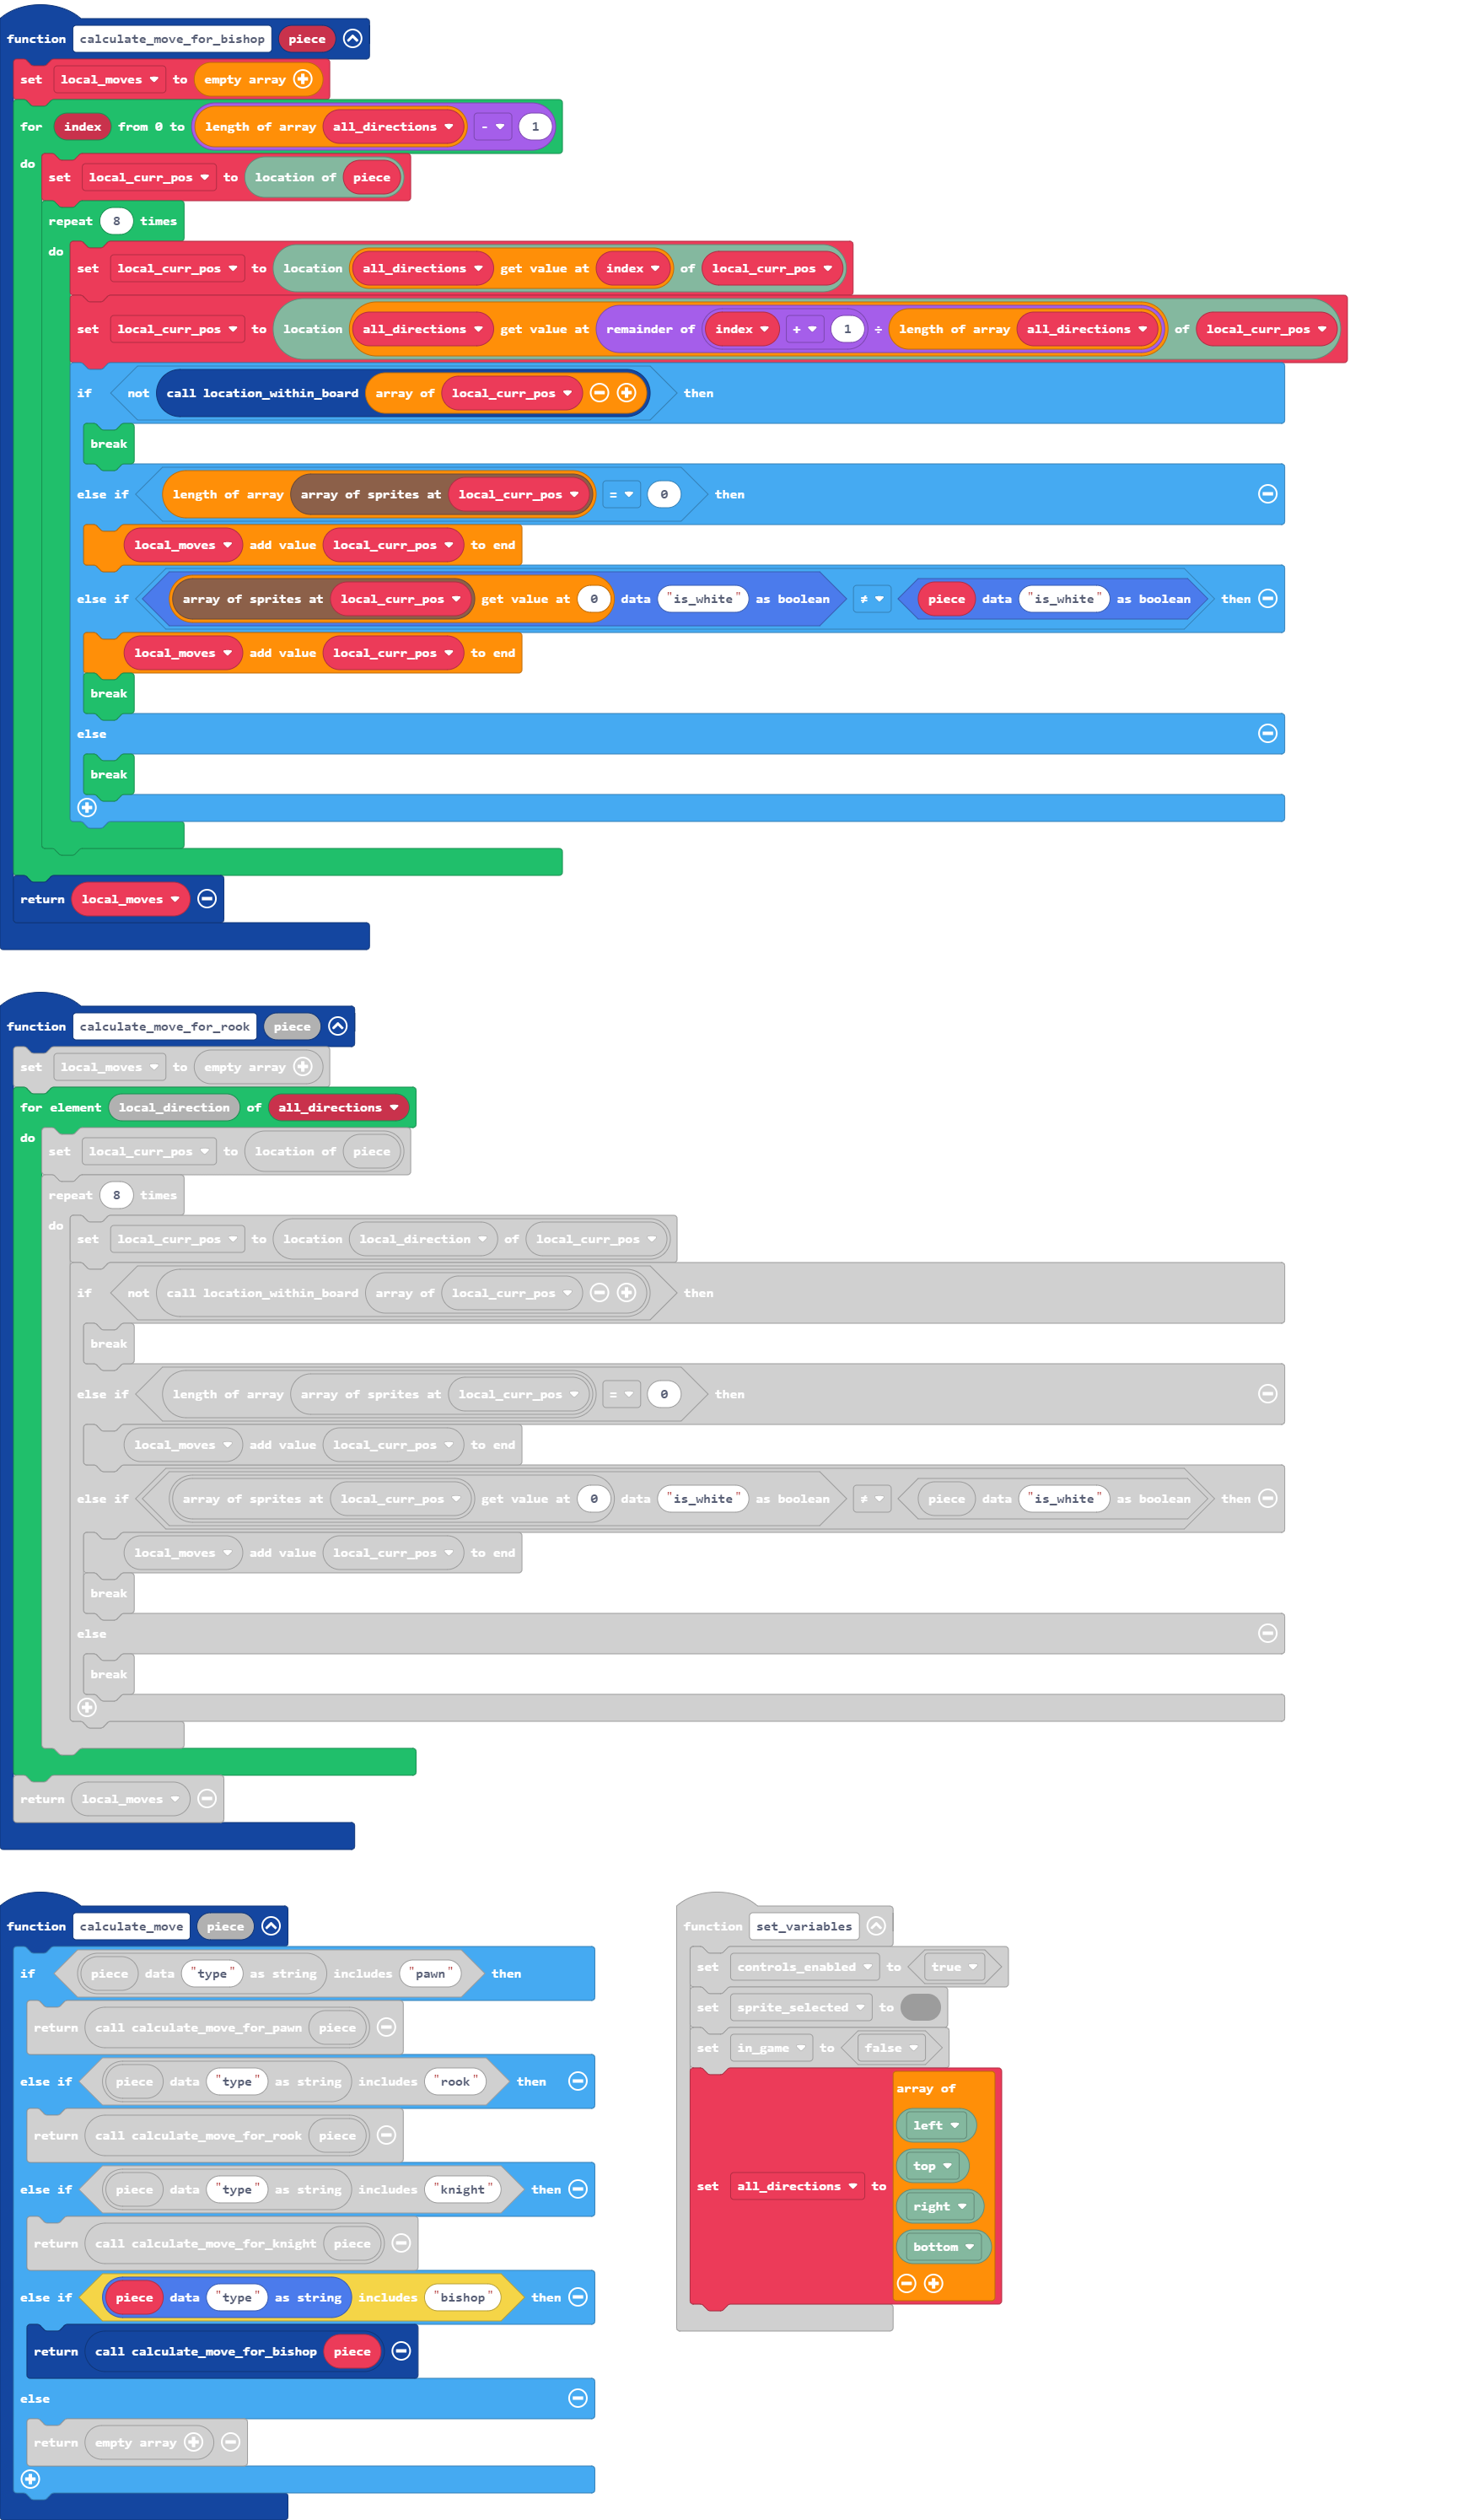 function calculate_move_for_bishop piece
set local_moves to empty array
for index from 0 to length of array all_directions - 1
do
set local_curr_pos to location of piece
repeat 8 times
do
set local_curr_pos to location all_directions get value at index of local_curr_pos
set local_curr_pos to location all_directions get value at remainder of index + 1 ÷ length of array all_directions of local_curr_pos
if not call location_within_board array of local_curr_pos then
break
else if length of array array of sprites at local_curr_pos = 0 then
local_moves add value local_curr_pos to end
else if array of sprites at local_curr_pos get value at 0 data "is_white" as boolean ≠ piece data "is_white" as boolean then
local_moves add value local_curr_pos to end
break
else
break
return local_moves
function calculate_move_for_rook piece
set local_moves to empty array
for element local_direction of all_directions
do
set local_curr_pos to location of piece
repeat 8 times
do
set local_curr_pos to location local_direction of local_curr_pos
if not call location_within_board array of local_curr_pos then
break
else if length of array array of sprites at local_curr_pos = 0 then
local_moves add value local_curr_pos to end
else if array of sprites at local_curr_pos get value at 0 data "is_white" as boolean ≠ piece data "is_white" as boolean then
local_moves add value local_curr_pos to end
break
else
break
return local_moves
function calculate_move piece
if piece data "type" as string includes "pawn" then
return call calculate_move_for_pawn piece
else if piece data "type" as string includes "rook" then
return call calculate_move_for_rook piece
else if piece data "type" as string includes "knight" then
return call calculate_move_for_knight piece
else if piece data "type" as string includes "bishop" then
return call calculate_move_for_bishop piece
else
return empty array
function set_variables
set controls_enabled to true
set sprite_selected to
set in_game to false
set all_directions to
array of
left
top
right
bottom